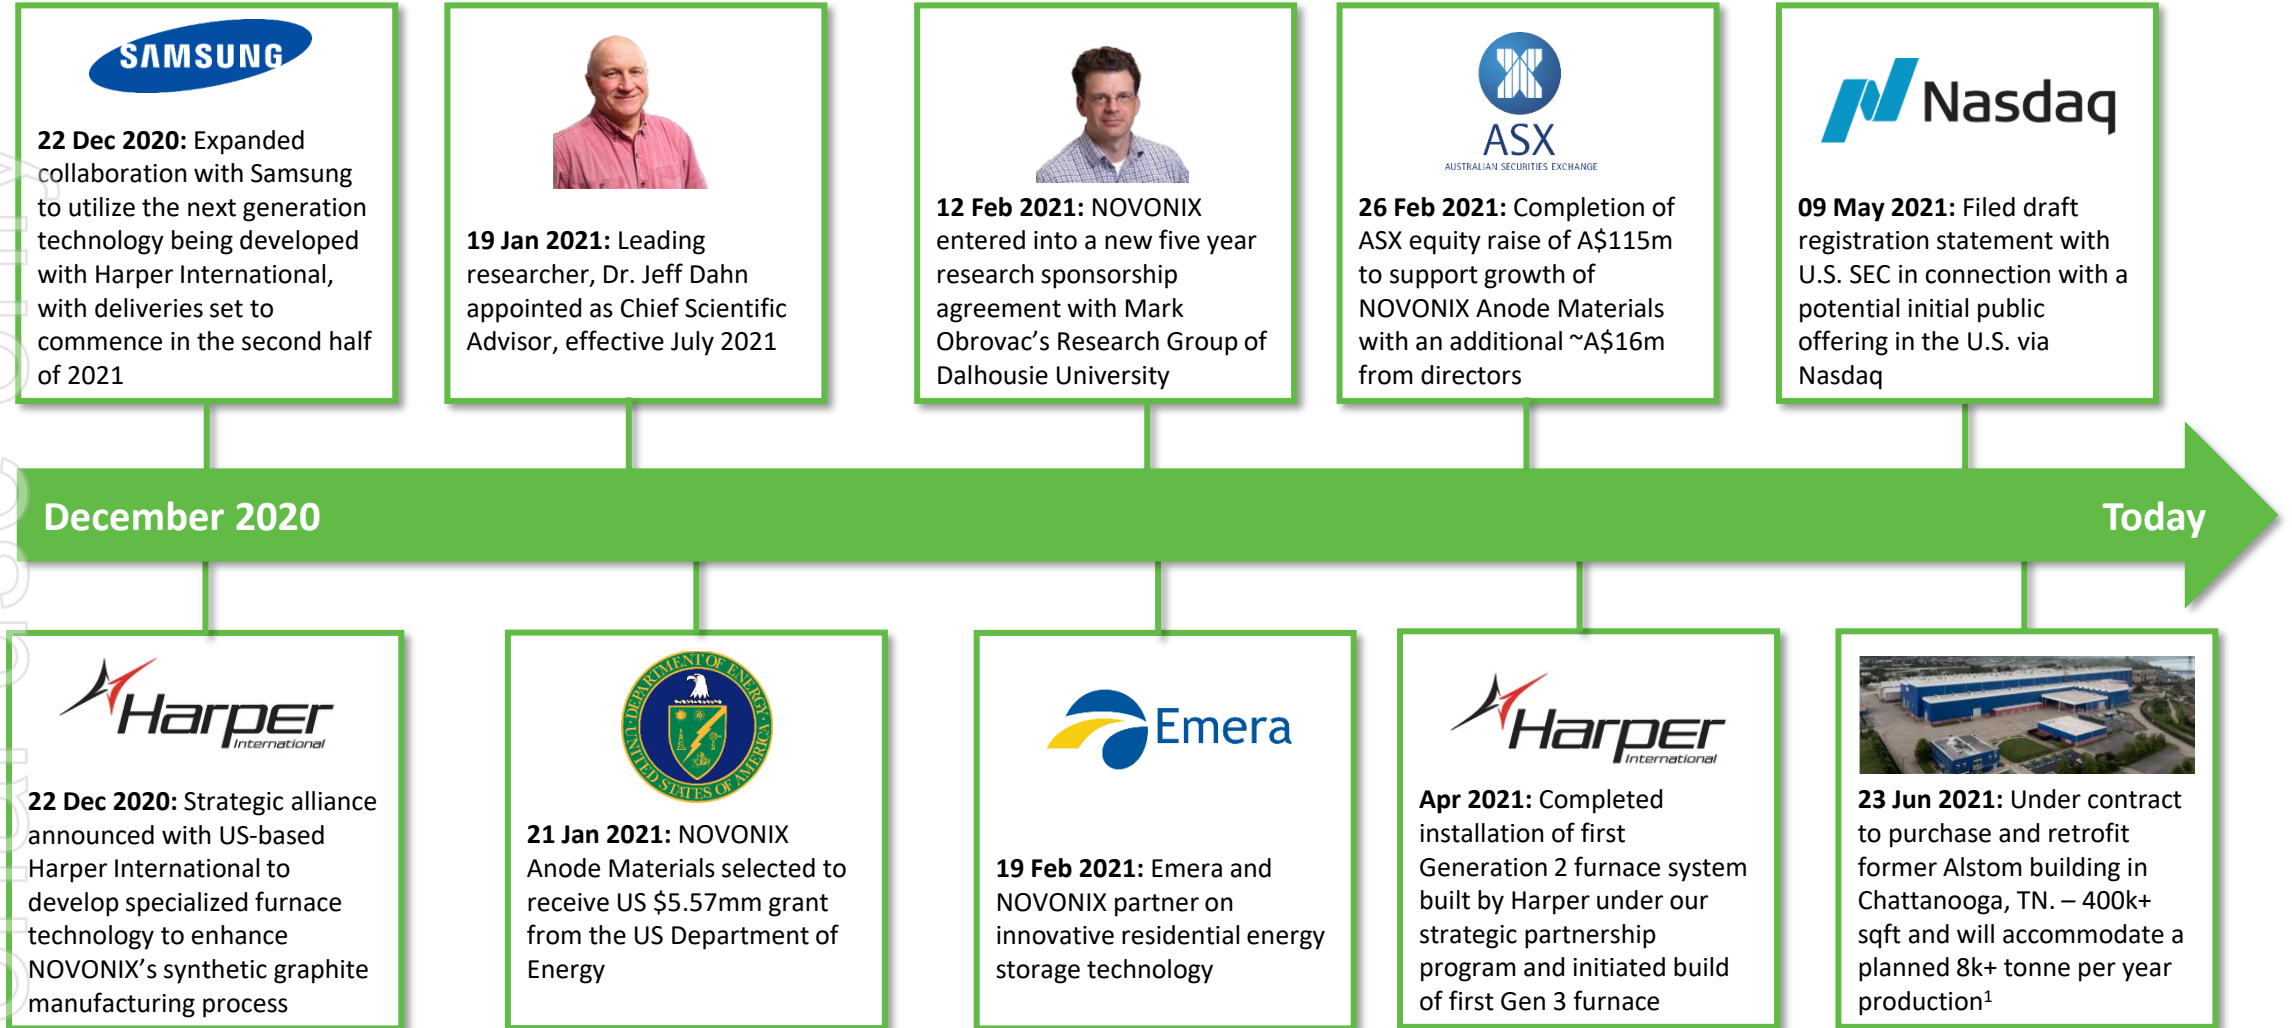 SAMSUNG
22 Dec 2020: Expanded
collaboration with Samsung
to utilize the next generation
technology being developed
with Harper International,
with deliveries set to
commence in the second half
of 2021
19 Jan 2021: Leading
researcher, Dr. Jeff Dahn
appointed as Chief Scientific
Advisor, effective July 2021
12 Feb 2021: NOVONIX
entered into a new five year
research sponsorship
agreement with Mark
Obrovac's Research Group of
Dalhousie University
ASX
AUSTRALIAN SECURITIES EXCHANGE
26 Feb 2021: Completion of
ASX equity raise of A$115m
to support growth of
NOVONIX Anode Materials
with an additional ~A$16m
from directors
Nasdaq
09 May 2021: Filed draft
registration statement with
U.S. SEC in connection with a
potential initial public
offering in the U.S. via
Nasdaq
December 2020
Today
Harper
International
22 Dec 2020: Strategic alliance
announced with US-based
Harper International to
develop specialized furnace
technology to enhance
NOVONIX's synthetic graphite
manufacturing process
DEPARTMENT OF ENERGY
UNITED STATES OF AMERICA
21 Jan 2021: NOVONIX
Anode Materials selected to
receive US $5.57mm grant
from the US Department of
Energy
Emera
19 Feb 2021: Emera and
NOVONIX partner on
innovative residential energy
storage technology
Harper
International
Apr 2021: Completed
installation of first
Generation 2 furnace system
built by Harper under our
strategic partnership
program and initiated build
of first Gen 3 furnace
23 Jun 2021: Under contract
to purchase and retrofit
former Alstom building in
Chattanooga, TN. – 400k+
sqft and will accommodate a
planned 8k+ tonne per year
production¹